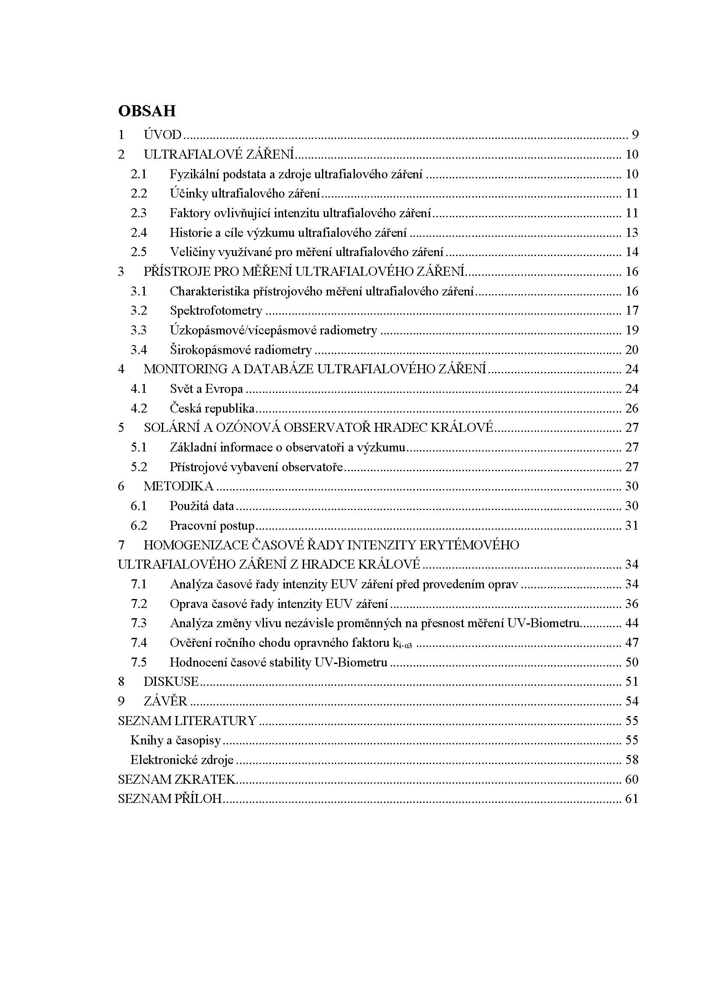 OBSAH
1 ÚVOD ........ 9
2 ULTRAFIALOVÉ ZÁŘENÍ ........ 10
2.1 Fyzikální podstata a zdroje ultrafialového záření ........ 10
2.2 Účinky ultrafialového záření ........ 11
2.3 Faktory ovlivňující intenzitu ultrafialového záření ........ 11
2.4 Historie a cíle výzkumu ultrafialového záření ........ 13
2.5 Veličiny využívané pro měření ultrafialového záření ........ 14
3 PŘÍSTROJE PRO MĚŘENÍ ULTRAFIALOVÉHO ZÁŘENÍ ........ 16
3.1 Charakteristika přístrojového měření ultrafialového záření ........ 16
3.2 Spektrofotometry ........ 17
3.3 Úzkopásmové/vícepásmové radiometry ........ 19
3.4 Širokopásmové radiometry ........ 20
4 MONITORING A DATABÁZE ULTRAFIALOVÉHO ZÁŘENÍ ........ 24
4.1 Svět a Evropa ........ 24
4.2 Česká republika ........ 26
5 SOLÁRNÍ A OZÓNOVÁ OBSERVATOŘ HRADEC KRÁLOVÉ ........ 27
5.1 Základní informace o observatoři a výzkumu ........ 27
5.2 Přístrojové vybavení observatoře ........ 27
6 METODIKA ........ 30
6.1 Použitá data ........ 30
6.2 Pracovní postup ........ 31
7 HOMOGENIZACE ČASOVÉ ŘADY INTENZITY ERYTÉMOVÉHO
ULTRAFIALOVÉHO ZÁŘENÍ Z HRADCE KRÁLOVÉ ........ 34
7.1 Analýza časové řady intenzity EUV záření před provedením oprav ........ 34
7.2 Oprava časové řady intenzity EUV záření ........ 36
7.3 Analýza změny vlivu nezávisle proměnných na přesnost měření UV-Biometru ........ 44
7.4 Ověření ročního chodu opravného faktoru ki-o3 ........ 47
7.5 Hodnocení časové stability UV-Biometru ........ 50
8 DISKUSE ........ 51
9 ZÁVĚR ........ 54
SEZNAM LITERATURY ........ 55
Knihy a časopisy ........ 55
Elektronické zdroje ........ 58
SEZNAM ZKRATEK ........ 60
SEZNAM PŘÍLOH ........ 61